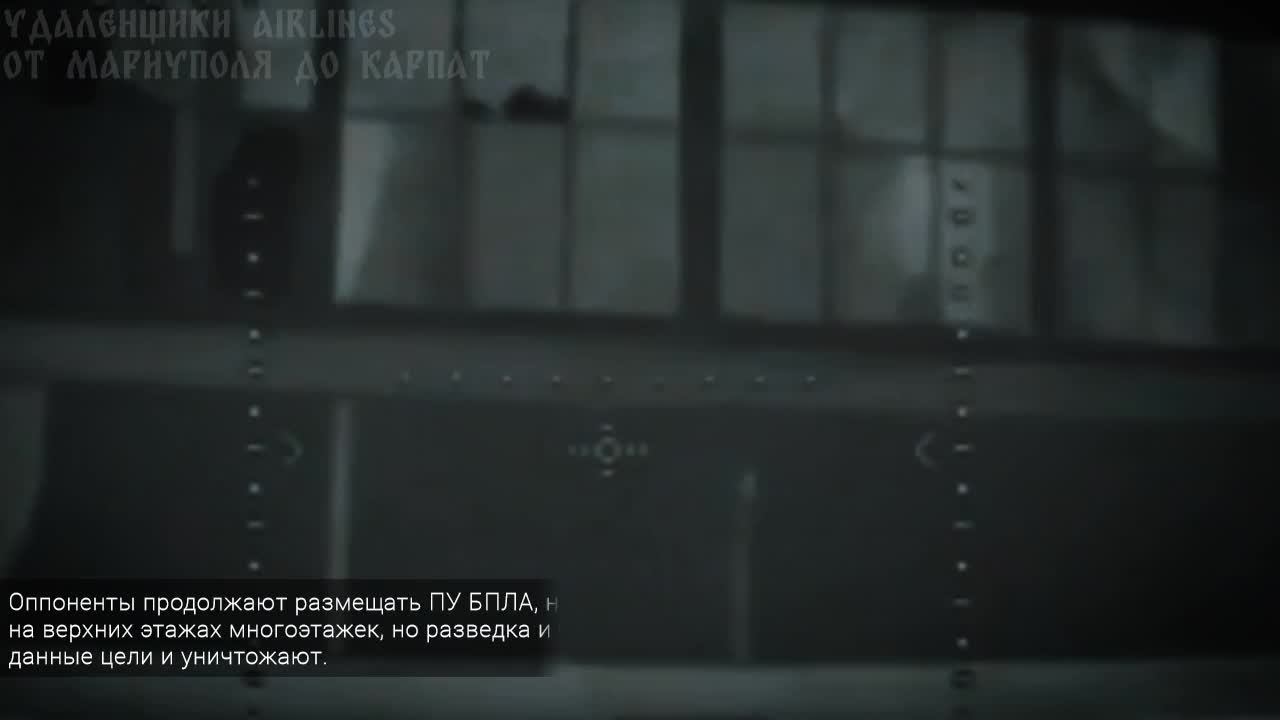 УДАЛЕНЩИКИ AIRLINES
ОТ МАРИУПОЛЯ ДО КАРПАТ
Оппоненты продолжают размещать ПУ БПЛА,
на верхних этажах многоэтажек, но разведка и
данные цели и уничтожают.